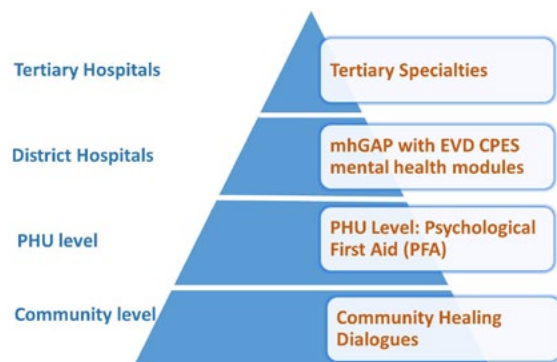 Tertiary Hospitals
Tertiary Specialties
District Hospitals
mhGAP with EVD CPES
mental health modules
PHU level
PHU Level: Psychological
First Aid (PFA)
Community level
Community Healing
Dialogues